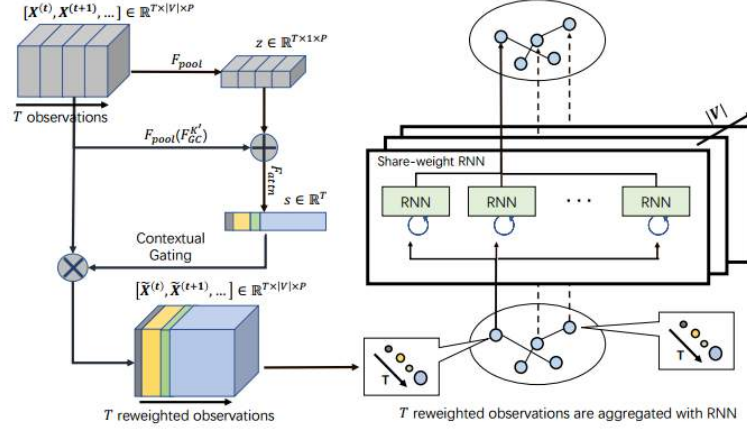 [X^(t), X^(t+1), …] ∈ ℝ^{T×|V|×P}
z ∈ ℝ^{T×1×P}
F_pool
T observations
F_pool(F_GC^{K'})
F_attn
s ∈ ℝ^T
Contextual
Gating
[X̃^(t), X̃^(t+1), …] ∈ ℝ^{T×|V|×P}
T reweighted observations
|V|
Share-weight RNN
RNN
RNN
...
RNN
T
T
T reweighted observations are aggregated with RNN